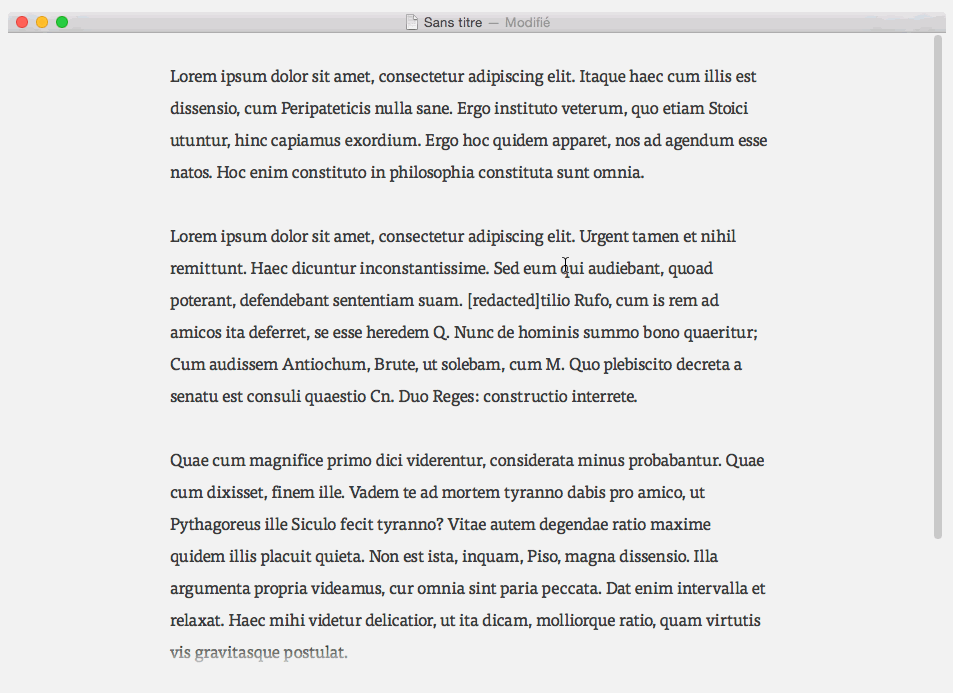 Sans titre — Modifié
Lorem ipsum dolor sit amet, consectetur adipiscing elit. Itaque haec cum illis est
dissensio, cum Peripateticis nulla sane. Ergo instituto veterum, quo etiam Stoici
utuntur, hinc capiamus exordium. Ergo hoc quidem apparet, nos ad agendum esse
natos. Hoc enim constituto in philosophia constituta sunt omnia.
Lorem ipsum dolor sit amet, consectetur adipiscing elit. Urgent tamen et nihil
remittunt. Haec dicuntur inconstantissime. Sed eum qui audiebant, quoad
poterant, defendebant sententiam suam. [redacted]tilio Rufo, cum is rem ad
amicos ita deferret, se esse heredem Q. Nunc de hominis summo bono quaeritur;
Cum audissem Antiochum, Brute, ut solebam, cum M. Quo plebiscito decreta a
senatu est consuli quaestio Cn. Duo Reges: constructio interrete.
Quae cum magnifice primo dici viderentur, considerata minus probabantur. Quae
cum dixisset, finem ille. Vadem te ad mortem tyranno dabis pro amico, ut
Pythagoreus ille Siculo fecit tyranno? Vitae autem degendae ratio maxime
quidem illis placuit quieta. Non est ista, inquam, Piso, magna dissensio. Illa
argumenta propria videamus, cur omnia sint paria peccata. Dat enim intervalla et
relaxat. Haec mihi videtur delicatior, ut ita dicam, molliorque ratio, quam virtutis
vis gravitasque postulat.